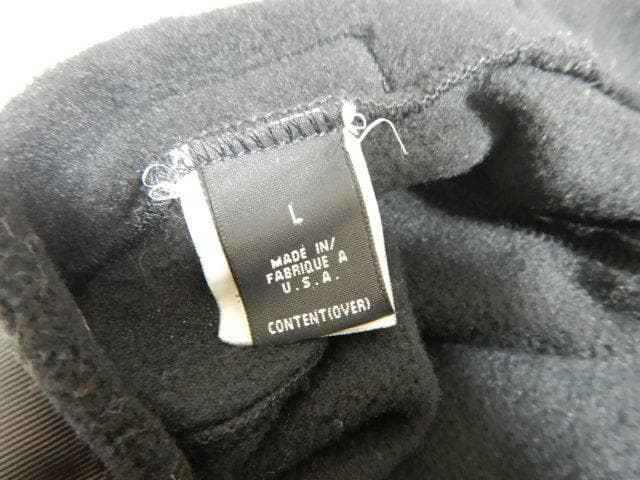 L
MADE IN/
FABRIQUE A
U.S.A.
CONTENT(OVER)